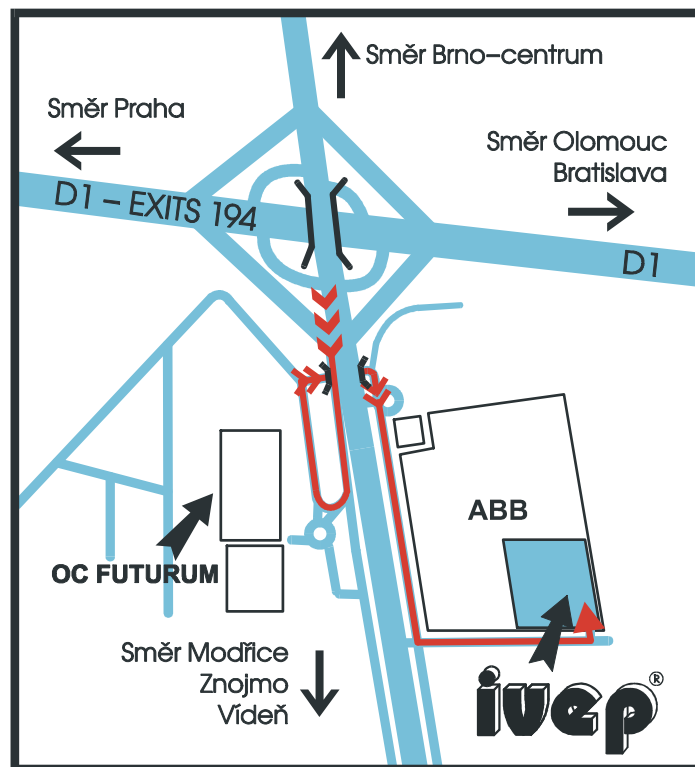 Směr Brno–centrum
Směr Praha
Směr Olomouc
Bratislava
D1 – EXITS 194
D1
ABB
OC FUTURUM
Směr Modřice
Znojmo
Vídeň
ivep®